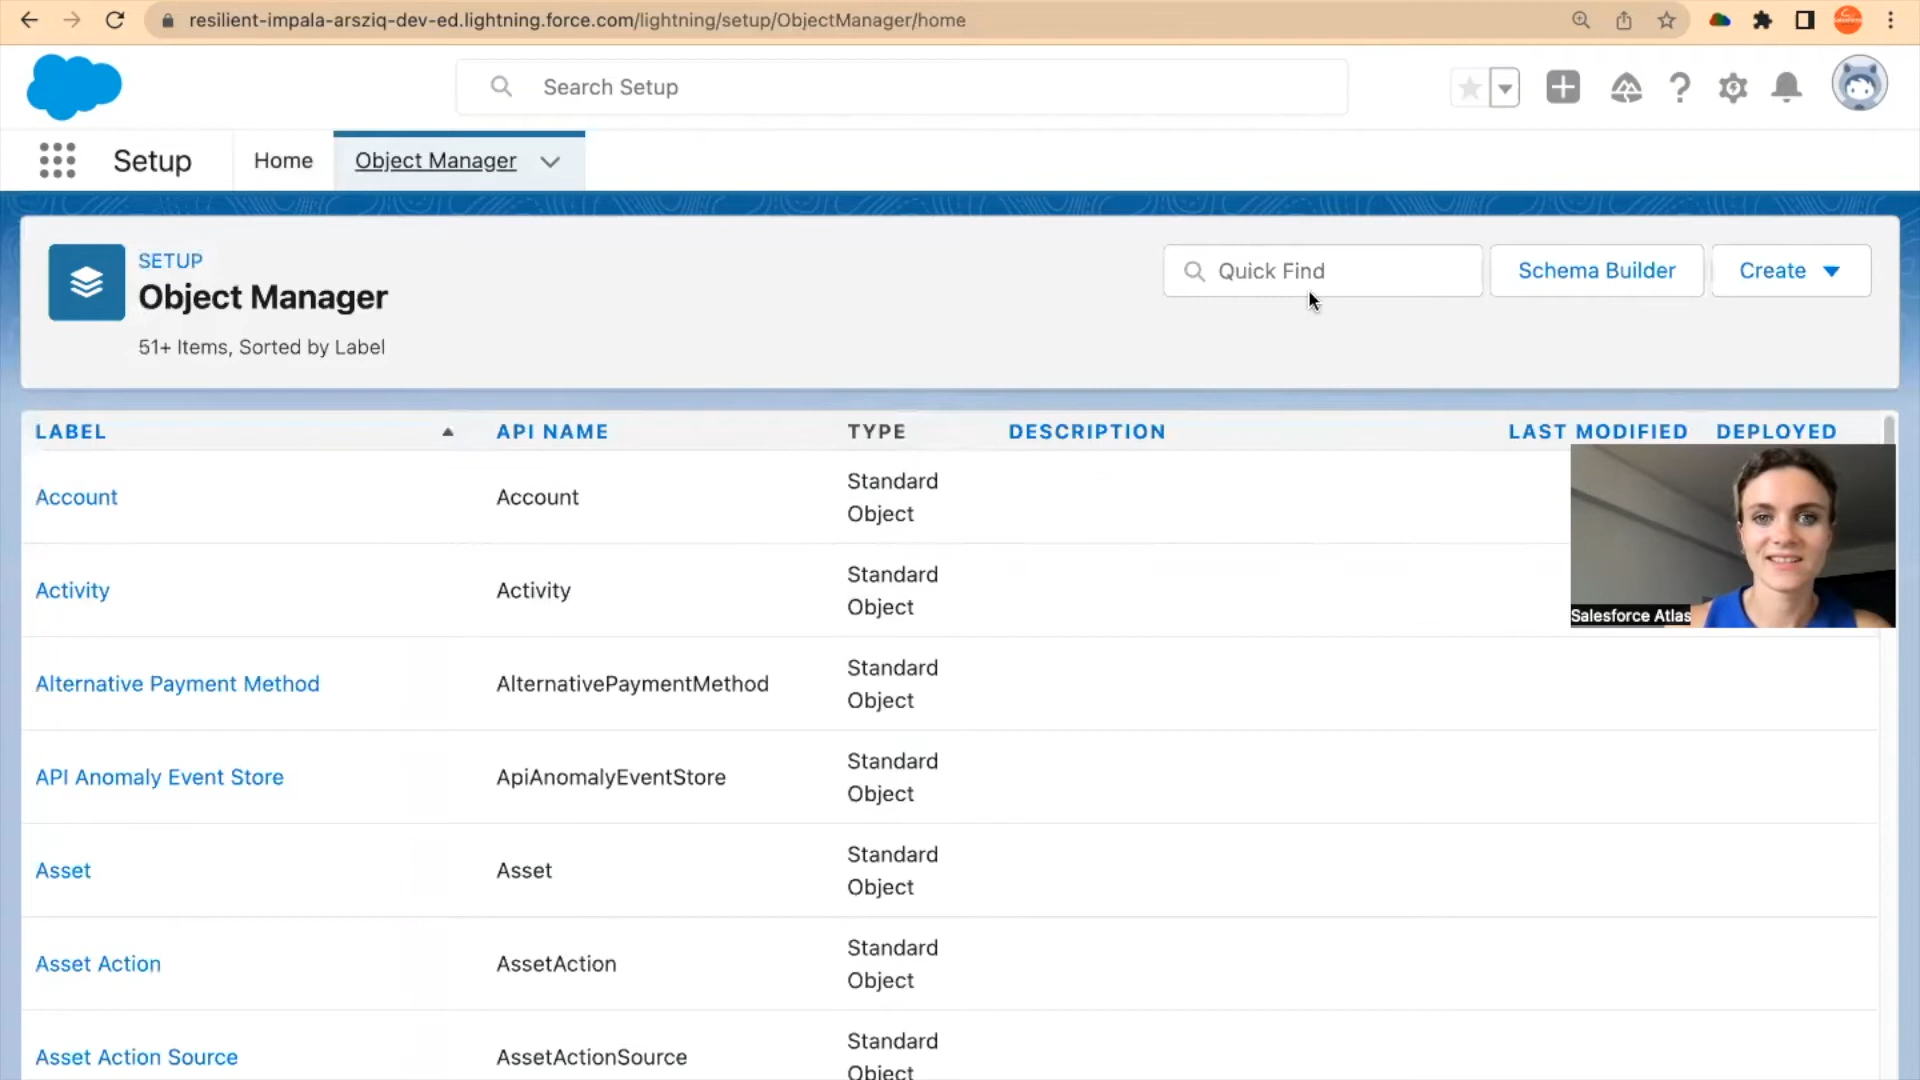 resilient-impala-arsziq-dev-ed.lightning.force.com/lightning/setup/ObjectManager/home
Search Setup
Setup
Home
Object Manager
SETUP
Object Manager
51+ Items, Sorted by Label
Quick Find
Schema Builder
Create
LABEL API NAME TYPE DESCRIPTION LAST MODIFIED DEPLOYED
Account Account Standard Object
Activity Activity Standard Object
Alternative Payment Method AlternativePaymentMethod Standard Object
API Anomaly Event Store ApiAnomalyEventStore Standard Object
Asset Asset Standard Object
Asset Action AssetAction Standard Object
Asset Action Source AssetActionSource Standard Object
Salesforce Atlas